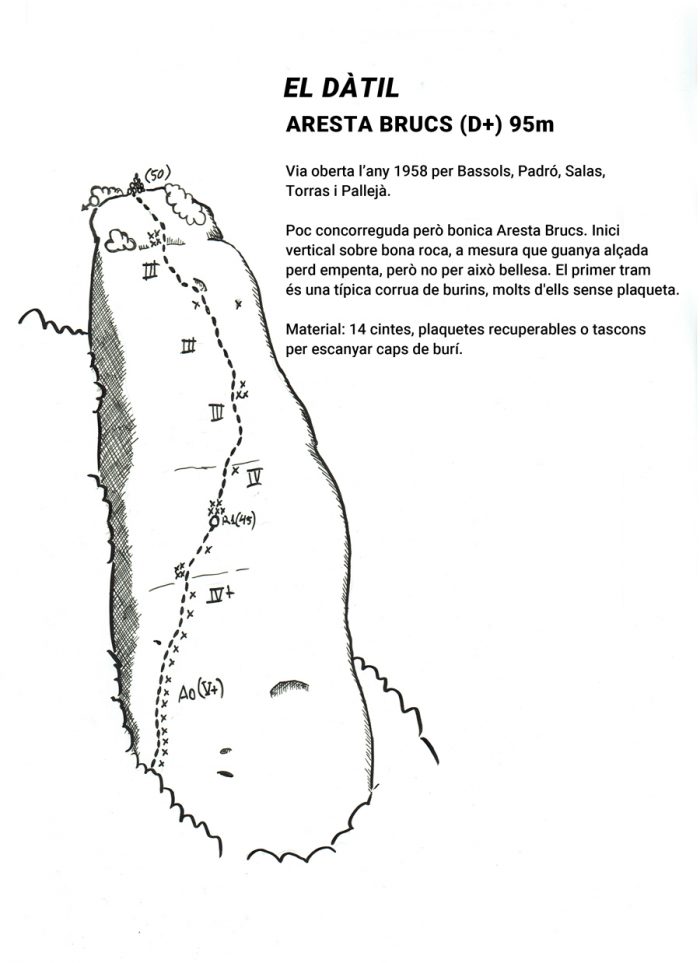 EL DÀTIL
ARESTA BRUCS (D+) 95m
Via oberta l'any 1958 per Bassols, Padró, Salas,
Torras i Pallejà.
Poc concorreguda però bonica Aresta Brucs. Inici
vertical sobre bona roca, a mesura que guanya alçada
perd empenta, però no per això bellesa. El primer tram
és una típica corrua de burins, molts d'ells sense plaqueta.
Material: 14 cintes, plaquetes recuperables o tascons
per escanyar caps de burí.
(50)
III
III
III
IV
R1(45)
IV+
A0(V+)